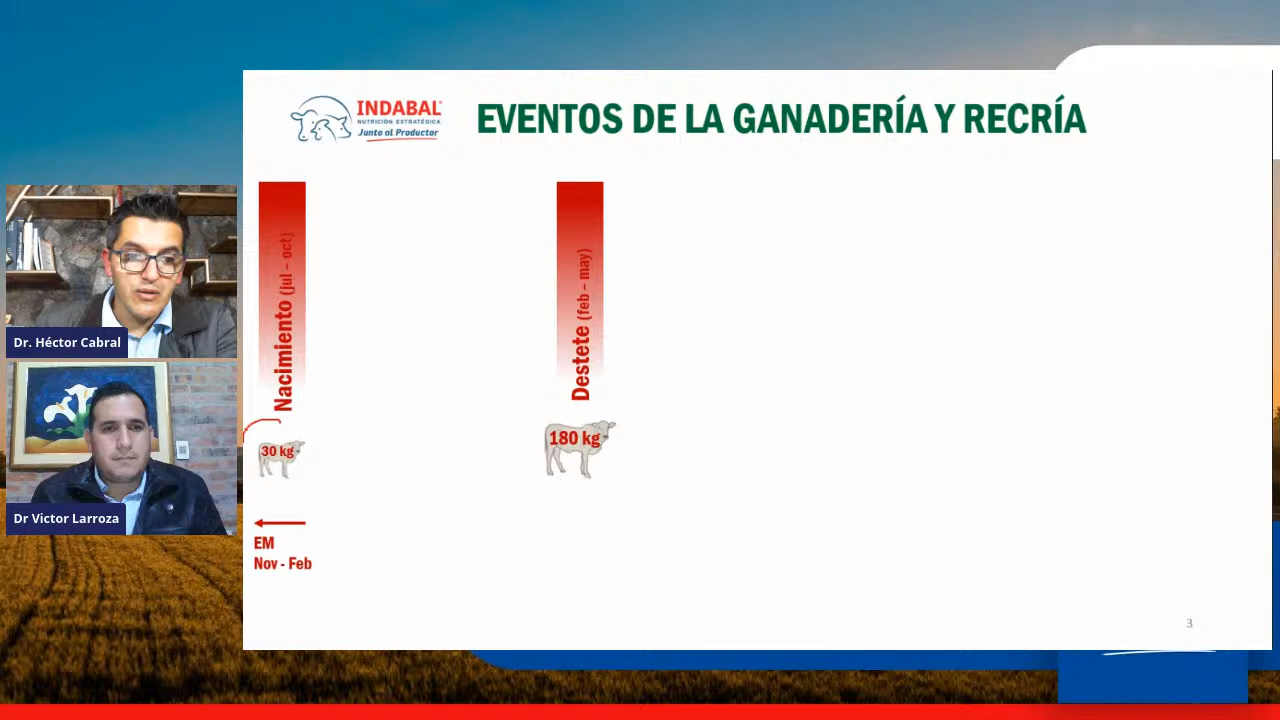 INDABAL®
NUTRICIÓN ESTRATÉGICA
Junto al Productor
EVENTOS DE LA GANADERÍA Y RECRÍA
Nacimiento (jul – oct)
Destete (feb – may)
30 kg
180 kg
EM
Nov - Feb
3
Dr. Héctor Cabral
Dr Victor Larroza